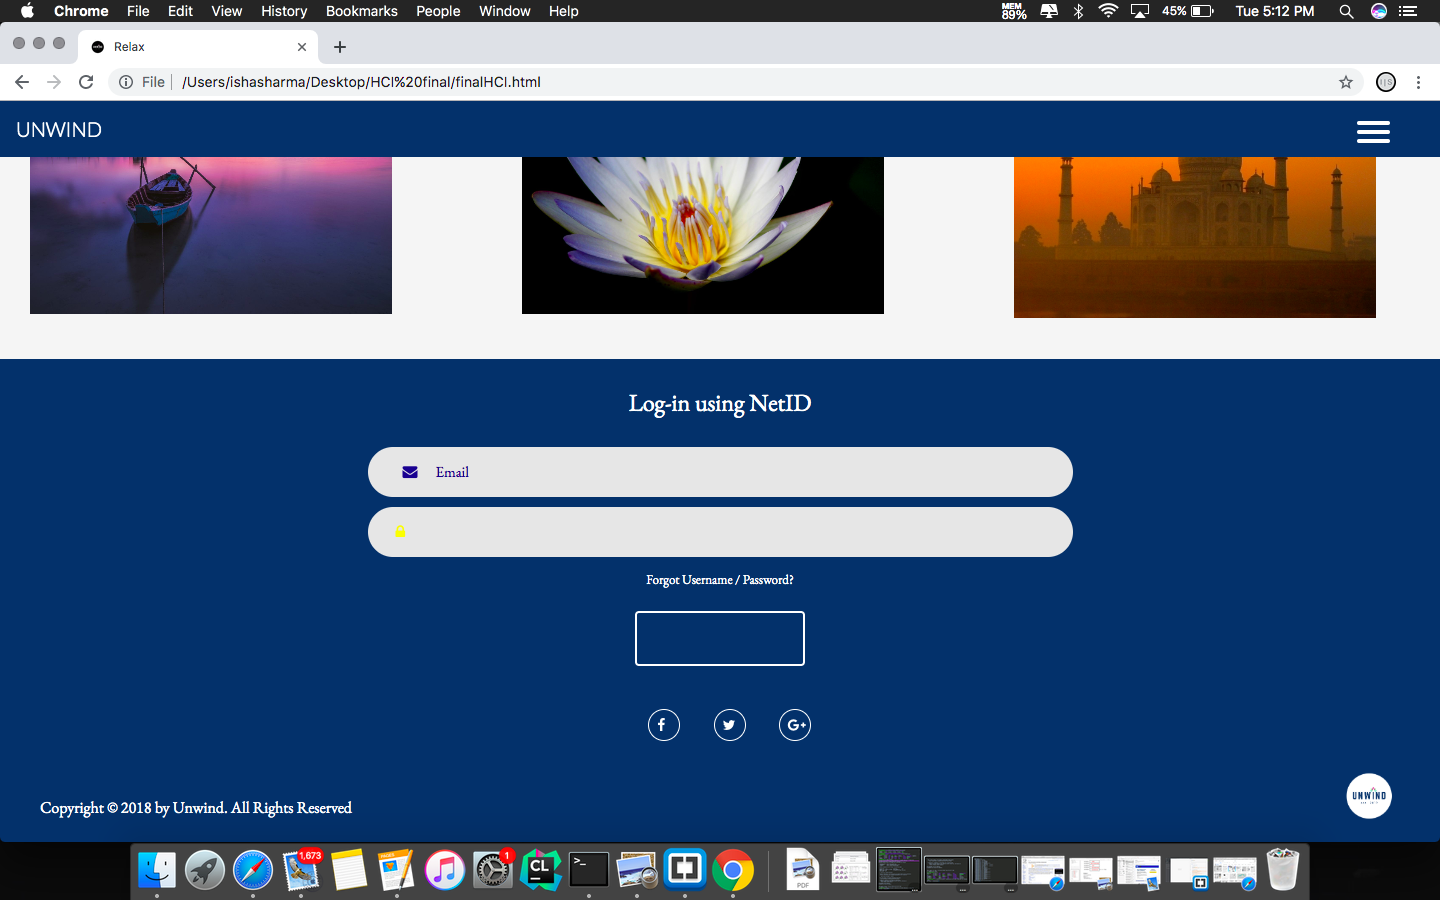 Chrome File Edit View History Bookmarks People Window Help MEM 89% 45% Tue 5:12 PM
Relax
File /Users/ishasharma/Desktop/HCI%20final/finalHCI.html
UNWIND
Log-in using NetID
Email
Forgot Username / Password?
f G+
UNWIND
Copyright © 2018 by Unwind. All Rights Reserved
1,673 1 CL >_
PDF